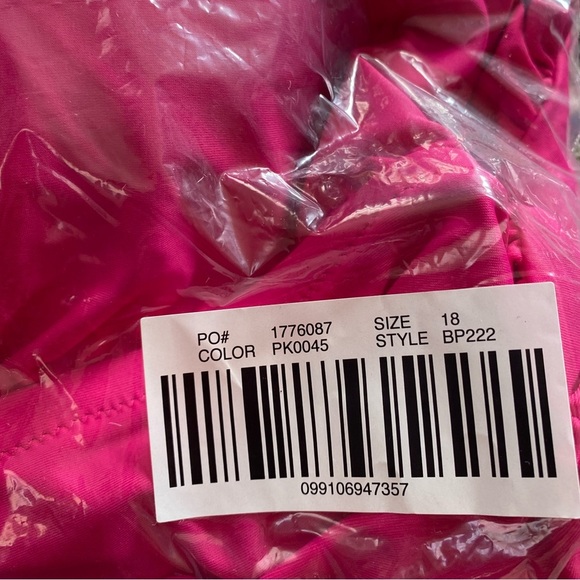 PO# 1776087 SIZE 18
COLOR PK0045 STYLE BP222
099106947357